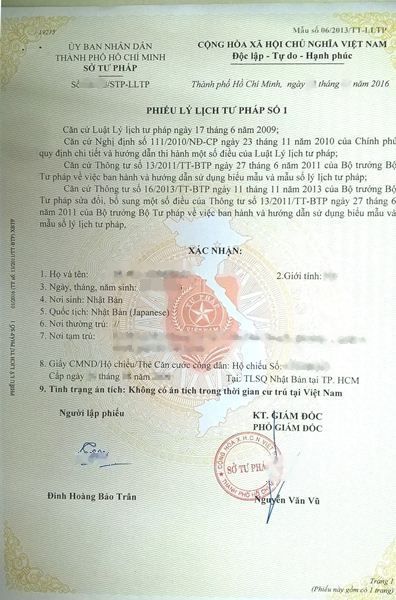 19215
Mẫu số 06/2013/TT-LLTP
ỦY BAN NHÂN DÂN
THÀNH PHỐ HỒ CHÍ MINH
SỞ TƯ PHÁP
CỘNG HÒA XÃ HỘI CHỦ NGHĨA VIỆT NAM
Độc lập - Tự do - Hạnh phúc
Số /STP-LLTP
Thành phố Hồ Chí Minh, ngày tháng năm 2016
PHIẾU LÝ LỊCH TƯ PHÁP SỐ 1
Căn cứ Luật Lý lịch tư pháp ngày 17 tháng 6 năm 2009;
Căn cứ Nghị định số 111/2010/NĐ-CP ngày 23 tháng 11 năm 2010 của Chính phủ
quy định chi tiết và hướng dẫn thi hành một số điều của Luật Lý lịch tư pháp;
Căn cứ Thông tư số 13/2011/TT-BTP ngày 27 tháng 6 năm 2011 của Bộ trưởng Bộ
Tư pháp về việc ban hành và hướng dẫn sử dụng biểu mẫu và mẫu sổ lý lịch tư pháp;
Căn cứ Thông tư số 16/2013/TT-BTP ngày 11 tháng 11 năm 2013 của Bộ trưởng Bộ Tư
pháp sửa đổi, bổ sung một số điều của Thông tư số 13/2011/TT-BTP ngày 27 tháng 6
năm 2011 của Bộ trưởng Bộ Tư pháp về việc ban hành và hướng dẫn sử dụng biểu mẫu và
mẫu sổ lý lịch tư pháp,
XÁC NHẬN:
1. Họ và tên:
2.Giới tính:
3. Ngày, tháng, năm sinh:
4. Nơi sinh: Nhật Bản
5. Quốc tịch: Nhật Bản (Japanese)
6. Nơi thường trú: //
7. Nơi tạm trú:
8. Giấy CMND/Hộ chiếu/Thẻ Căn cước công dân: Hộ chiếu Số:
Cấp ngày tháng năm Tại: TLSQ Nhật Bản tại TP. HCM
9. Tình trạng án tích: Không có án tích trong thời gian cư trú tại Việt Nam
Người lập phiếu
KT. GIÁM ĐỐC
PHÓ GIÁM ĐỐC
SỞ TƯ PHÁP
Đinh Hoàng Bảo Trân
Nguyễn Văn Vũ
Trang 1
(Phiếu này gồm có 1 trang)